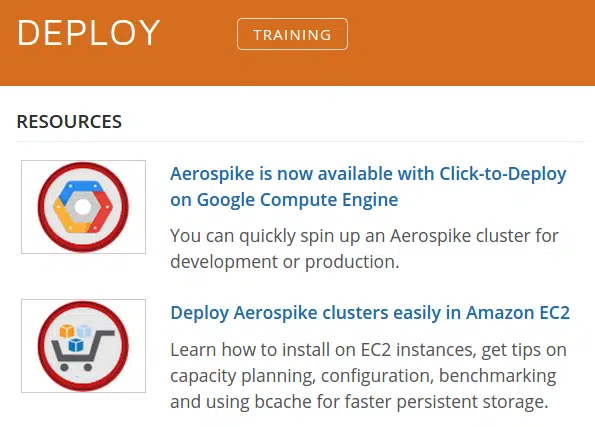 DEPLOY
TRAINING
RESOURCES
Aerospike is now available with Click-to-Deploy
on Google Compute Engine
You can quickly spin up an Aerospike cluster for
development or production.
Deploy Aerospike clusters easily in Amazon EC2
Learn how to install on EC2 instances, get tips on
capacity planning, configuration, benchmarking
and using bcache for faster persistent storage.